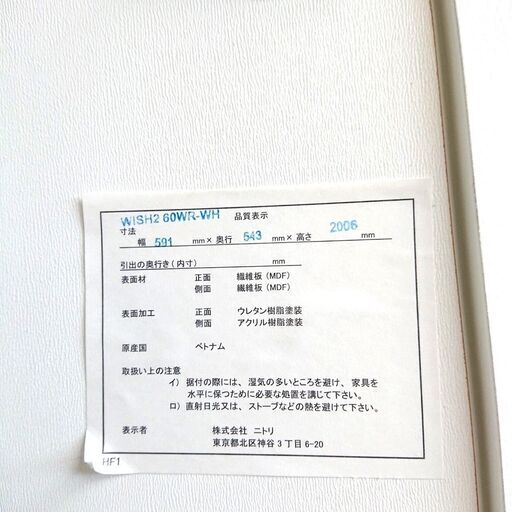 WISH2 60WR-WH 品質表示
寸法
幅 591 mm× 奥行 543 mm× 高さ 2006 mm
引出の奥行き(内寸) mm
表面材 正面 繊維板 (MDF)
側面 繊維板 (MDF)
表面加工 正面 ウレタン樹脂塗装
側面 アクリル樹脂塗装
原産国 ベトナム
取扱い上の注意
イ) 据付の際には、湿気の多いところを避け、家具を
水平に保つために必要な処置を講じて下さい。
ロ) 直射日光又は、ストーブなどの熱を避けて下さい。
表示者 株式会社 ニトリ
東京都北区神谷3丁目6-20
HF1